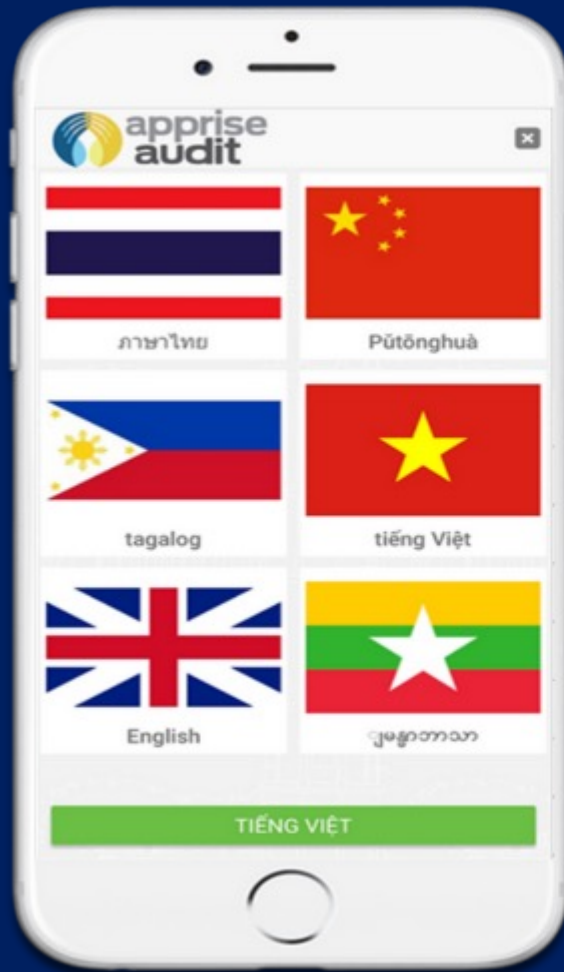 apprise
audit
ภาษาไทย
Pǔtōnghuà
tagalog
tiếng Việt
English
ျမန္မာဘာသာ
TIẾNG VIỆT